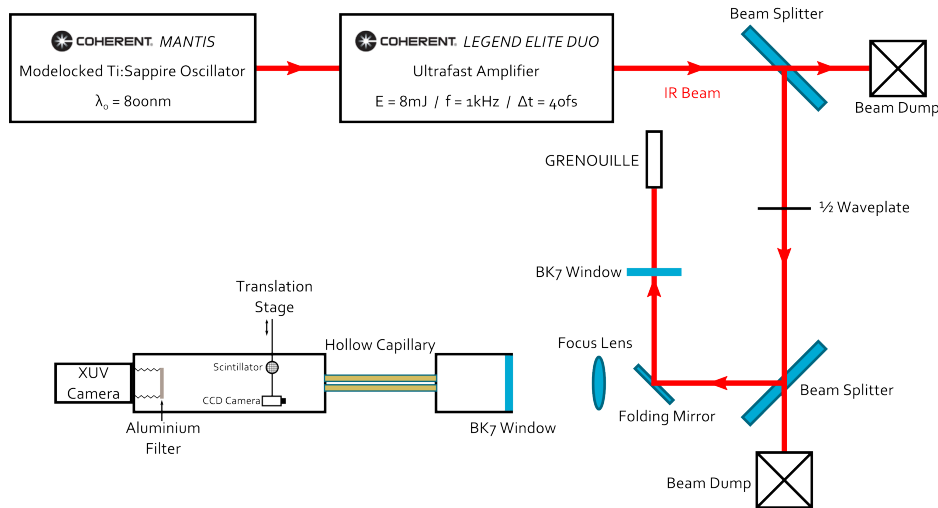 COHERENT. MANTIS
Modelocked Ti:Sappire Oscillator
λ₀ = 800nm
COHERENT. LEGEND ELITE DUO
Ultrafast Amplifier
E = 8mJ / f = 1kHz / Δt = 40fs
Beam Splitter
IR Beam
Beam Dump
GRENOUILLE
½ Waveplate
BK7 Window
Translation
Stage
Hollow Capillary
Focus Lens
XUV
Camera
Scintillator
CCD Camera
Beam Splitter
Folding Mirror
Aluminium
Filter
BK7 Window
Beam Dump